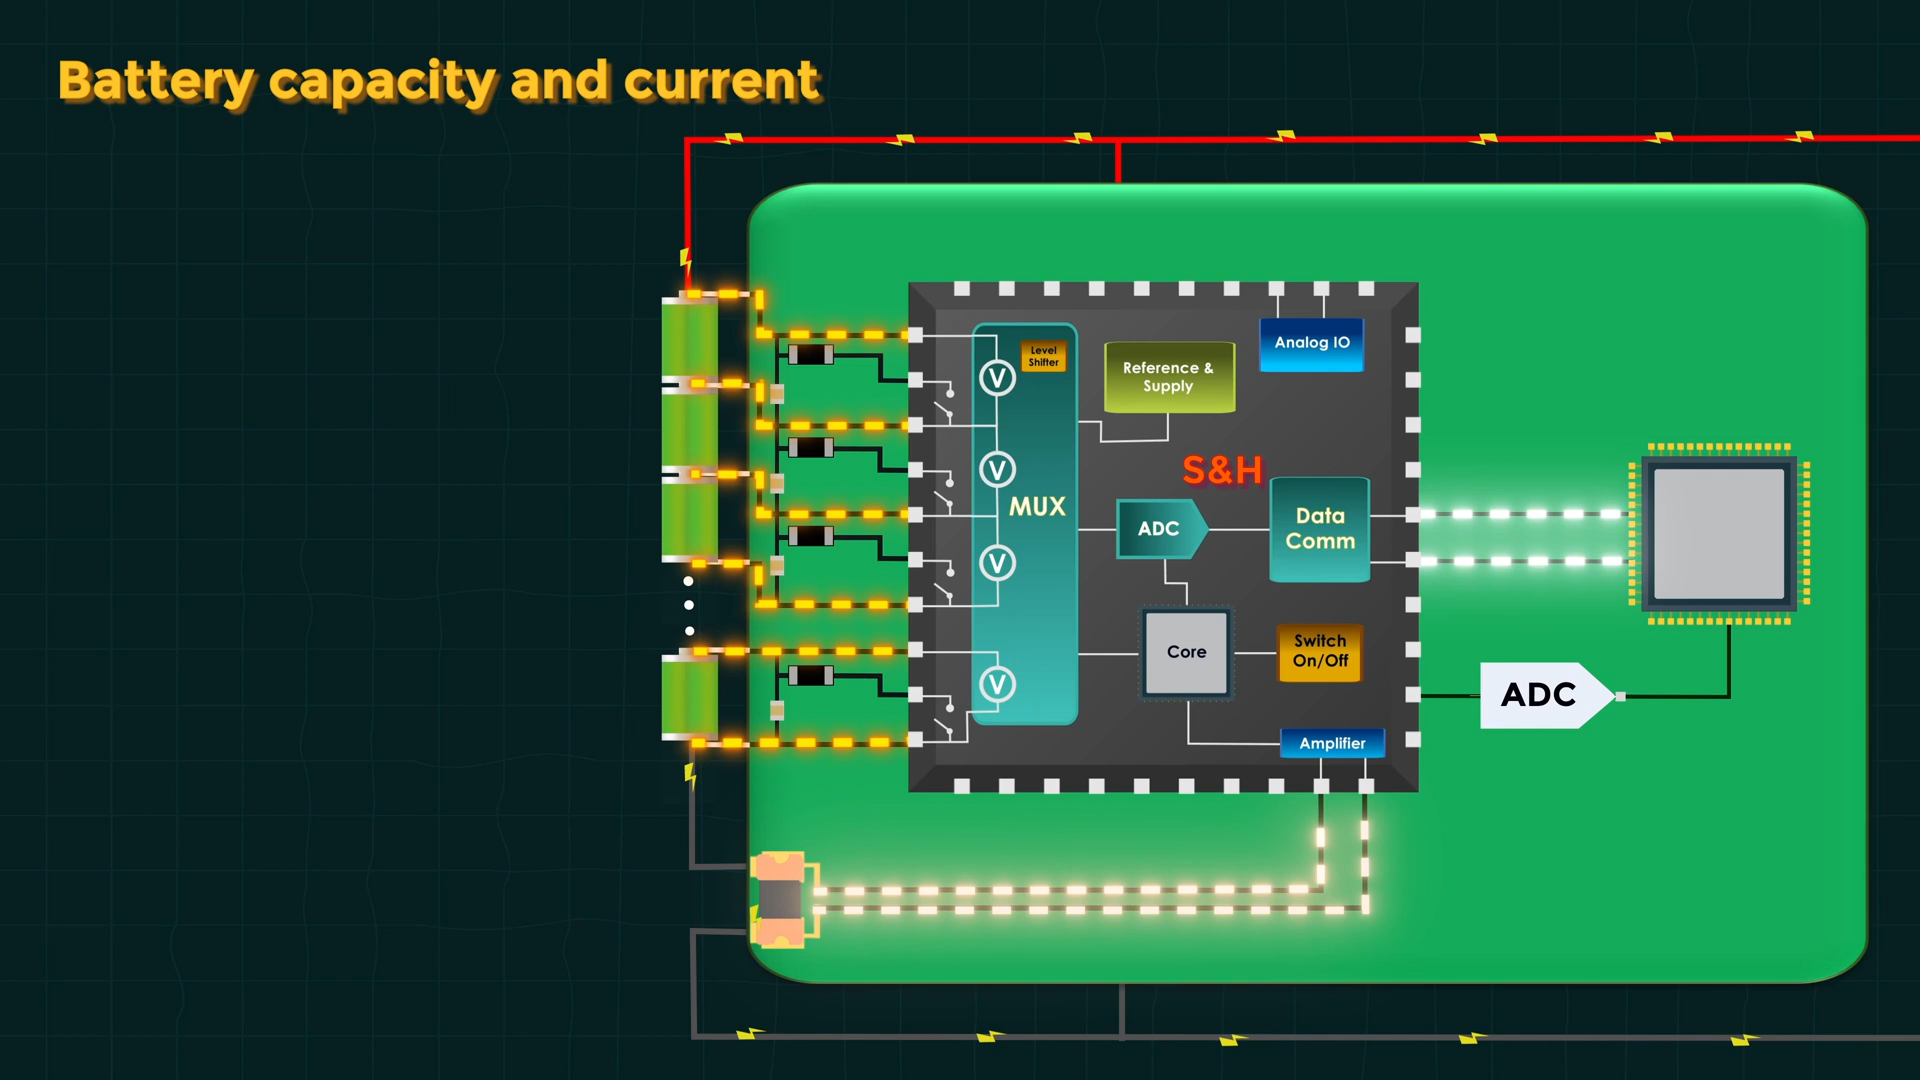 Battery capacity and current
Analog IO
Level
Shifter
V
Reference &
Supply
S&H
V
MUX
ADC
Data
Comm
V
Core
Switch
On/Off
V
ADC
Amplifier